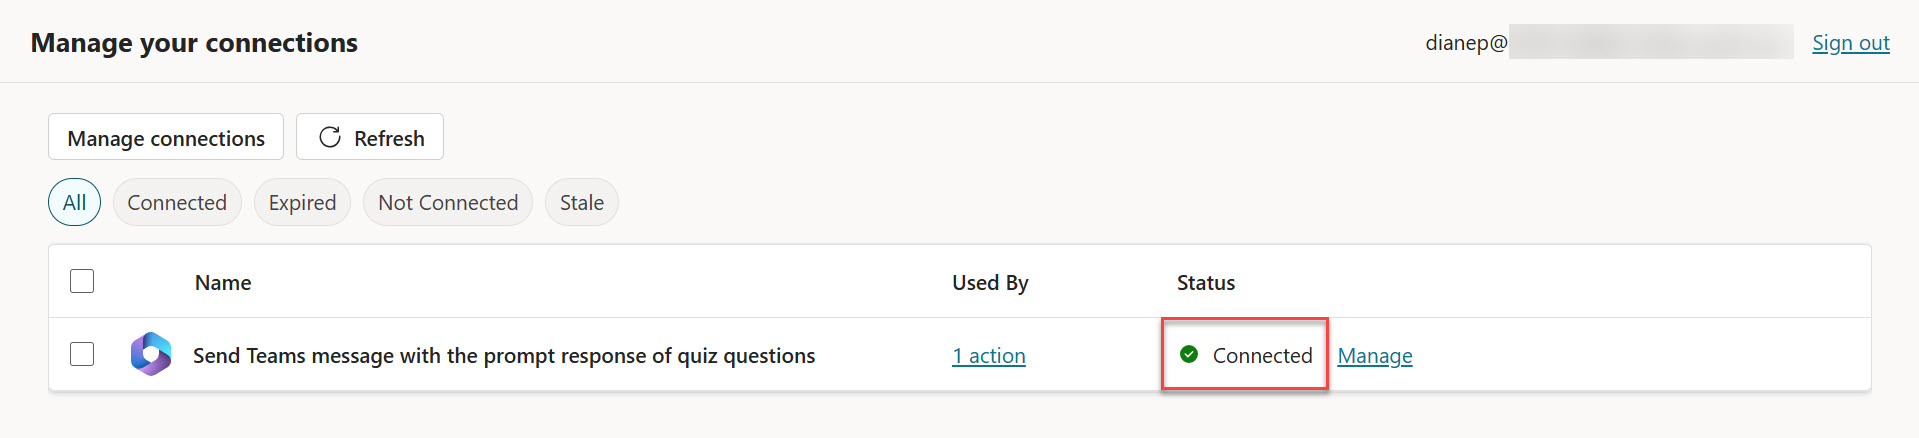 Manage your connections
dianep@ Sign out
Manage connections Refresh
All Connected Expired Not Connected Stale
Name Used By Status
Send Teams message with the prompt response of quiz questions 1 action Connected Manage